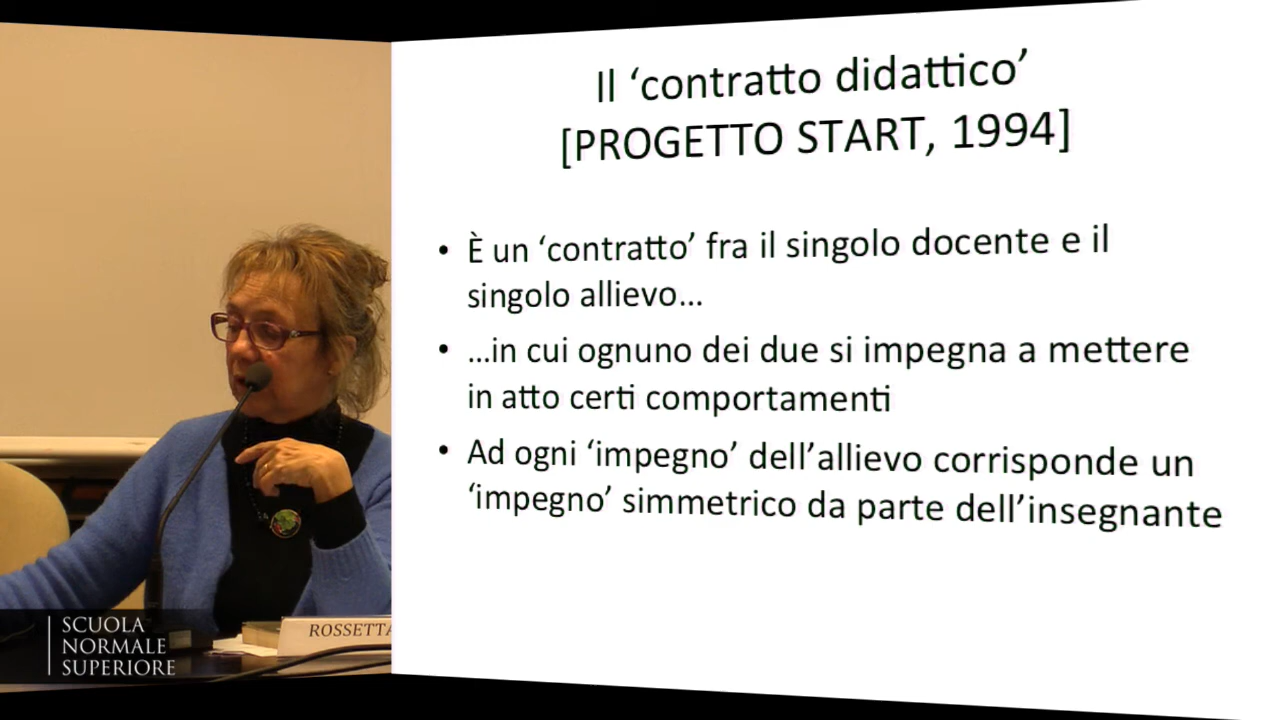 Il ‘contratto didattico’
[PROGETTO START, 1994]
• È un ‘contratto’ fra il singolo docente e il
singolo allievo…
• …in cui ognuno dei due si impegna a mettere
in atto certi comportamenti
• Ad ogni ‘impegno’ dell’allievo corrisponde un
‘impegno’ simmetrico da parte dell’insegnante
ROSSETTA
SCUOLA
NORMALE
SUPERIORE